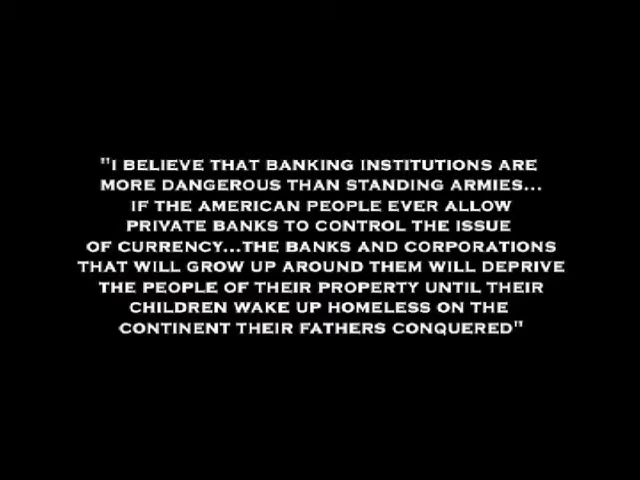 "I BELIEVE THAT BANKING INSTITUTIONS ARE
MORE DANGEROUS THAN STANDING ARMIES...
IF THE AMERICAN PEOPLE EVER ALLOW
PRIVATE BANKS TO CONTROL THE ISSUE
OF CURRENCY...THE BANKS AND CORPORATIONS
THAT WILL GROW UP AROUND THEM WILL DEPRIVE
THE PEOPLE OF THEIR PROPERTY UNTIL THEIR
CHILDREN WAKE UP HOMELESS ON THE
CONTINENT THEIR FATHERS CONQUERED"